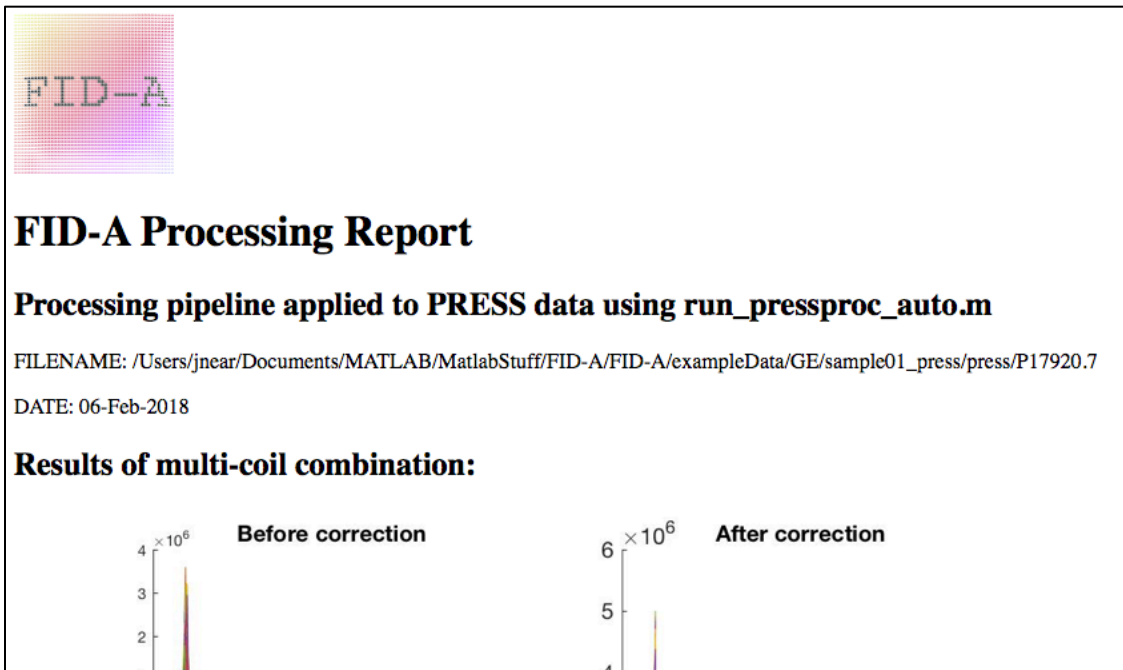 FID-A
FID-A Processing Report
Processing pipeline applied to PRESS data using run_pressproc_auto.m
FILENAME: /Users/jnear/Documents/MATLAB/MatlabStuff/FID-A/FID-A/exampleData/GE/sample01_press/press/P17920.7
DATE: 06-Feb-2018
Results of multi-coil combination:
×10⁶ Before correction
4
3
2
×10⁶ After correction
6
5